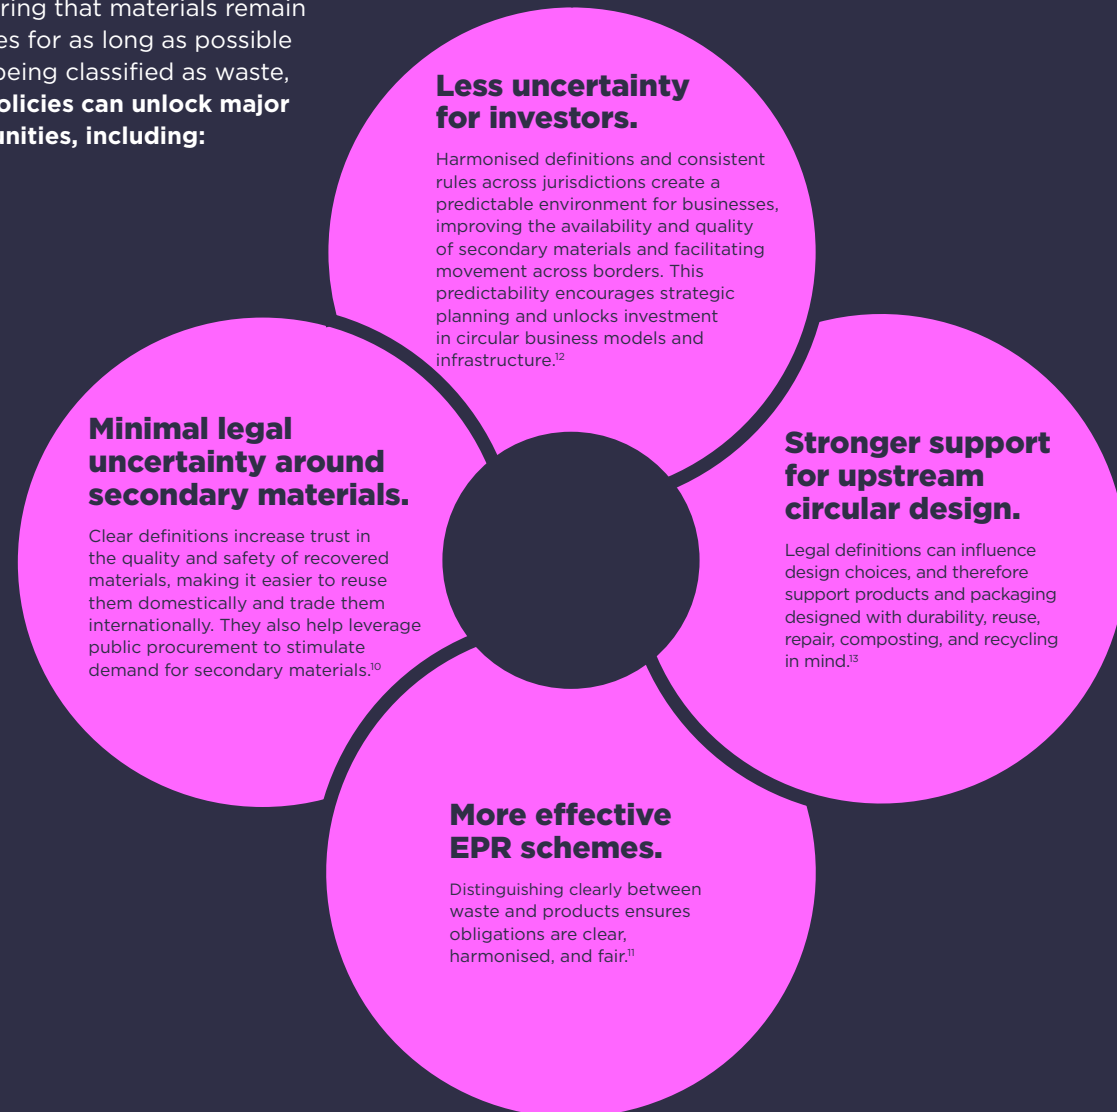 ring that materials remain
es for as long as possible
being classified as waste,
olicies can unlock major
unities, including:
Less uncertainty
for investors.
Harmonised definitions and consistent
rules across jurisdictions create a
predictable environment for businesses,
improving the availability and quality
of secondary materials and facilitating
movement across borders. This
predictability encourages strategic
planning and unlocks investment
in circular business models and
infrastructure.12
Minimal legal
uncertainty around
secondary materials.
Clear definitions increase trust in
the quality and safety of recovered
materials, making it easier to reuse
them domestically and trade them
internationally. They also help leverage
public procurement to stimulate
demand for secondary materials.10
Stronger support
for upstream
circular design.
Legal definitions can influence
design choices, and therefore
support products and packaging
designed with durability, reuse,
repair, composting, and recycling
in mind.13
More effective
EPR schemes.
Distinguishing clearly between
waste and products ensures
obligations are clear,
harmonised, and fair.11